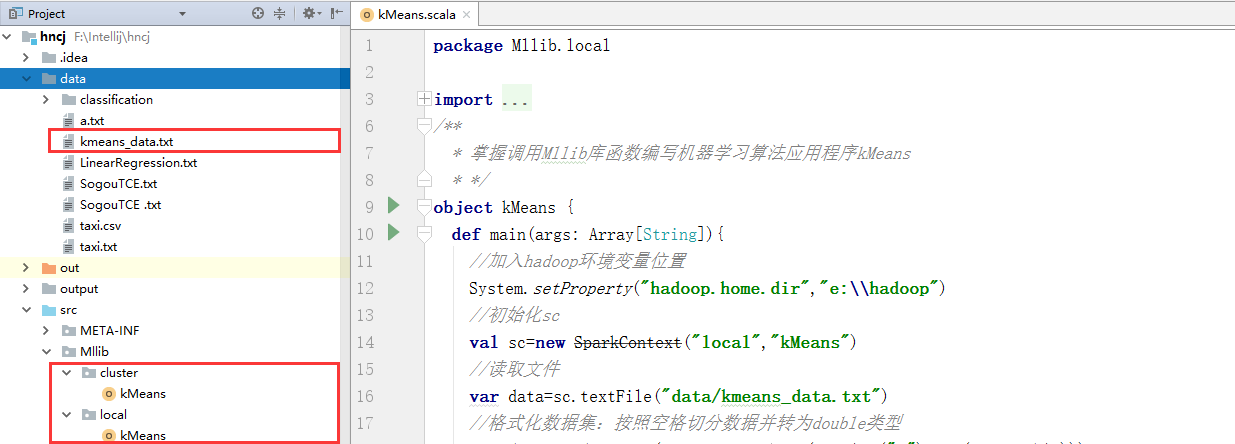 Project
kMeans.scala
hncj F:\Intellij\hncj
.idea
data
classification
a.txt
kmeans_data.txt
LinearRegression.txt
SogouTCE.txt
SogouTCE .txt
taxi.csv
taxi.txt
out
output
src
META-INF
Mllib
cluster
kMeans
local
kMeans
1 package Mllib.local
2
3 import ...
6 /**
7 * 掌握调用Mllib库函数编写机器学习算法应用程序kMeans
8 * */
9 object kMeans {
10 def main(args: Array[String]){
11 //加入hadoop环境变量位置
12 System.setProperty("hadoop.home.dir","e:\\hadoop")
13 //初始化sc
14 val sc=new SparkContext("local","kMeans")
15 //读取文件
16 var data=sc.textFile("data/kmeans_data.txt")
17 //格式化数据集：按照空格切分数据并转为double类型